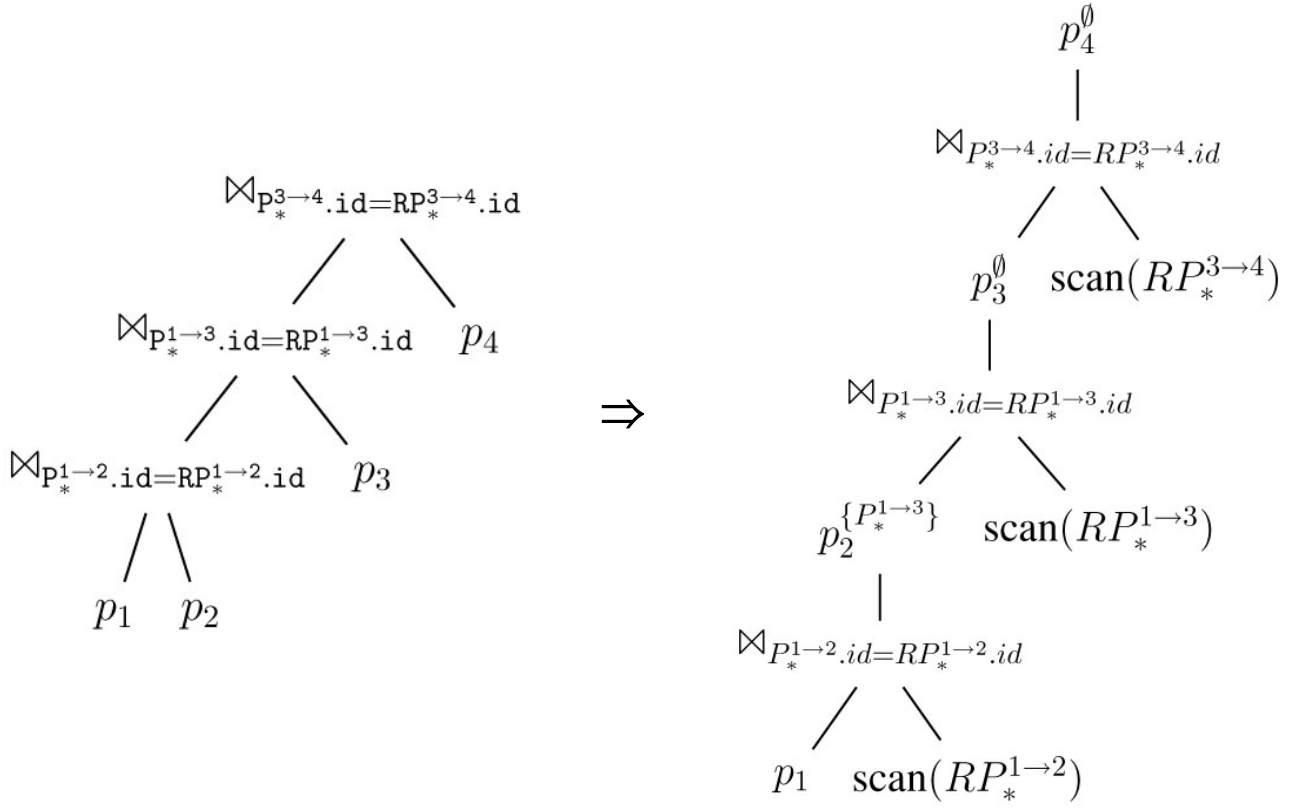 ⋈P*^{1→2}.id=RP*^{1→2}.id
p₁ p₂
⋈P*^{1→3}.id=RP*^{1→3}.id
p₃
⋈P*^{3→4}.id=RP*^{3→4}.id
p₄
⇒
p₄^∅
⋈P*^{3→4}.id=RP*^{3→4}.id
p₃^∅ scan(RP*^{3→4})
⋈P*^{1→3}.id=RP*^{1→3}.id
p₂^{{P*^{1→3}}} scan(RP*^{1→3})
⋈P*^{1→2}.id=RP*^{1→2}.id
p₁ scan(RP*^{1→2})